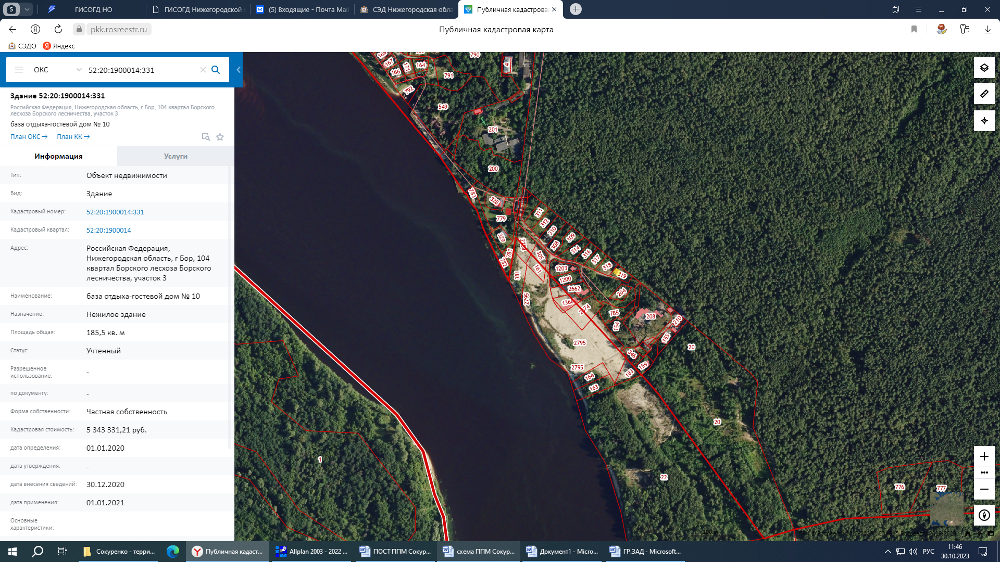 5
ГИСОГД НО
ГИСОГД Нижегородской
(5) Входящие - Почта Mail
СЭД Нижегородская обла
Публичная кадастровая
pkk.rosreestr.ru
Публичная кадастровая карта
СЭДО
Яндекс
ОКС
52:20:1900014:331
Здание 52:20:1900014:331
Российская Федерация, Нижегородская область, г Бор, 104 квартал Борского
лесхоза Борского лесничества, участок 3
база отдыха-гостевой дом № 10
План ОКС→
План КК→
Информация
Услуги
Тип:
Объект недвижимости
Вид:
Здание
Кадастровый номер:
52:20:1900014:331
Кадастровый квартал:
52:20:1900014
Адрес:
Российская Федерация,
Нижегородская область, г Бор, 104
квартал Борского лесхоза Борского
лесничества, участок 3
Наименование:
база отдыха-гостевой дом № 10
Назначение:
Нежилое здание
Площадь общая:
185,5 кв. м
Статус:
Учтенный
Разрешенное
использование:
-
по документу:
-
Форма собственности:
Частная собственность
Кадастровая стоимость:
5 343 331,21 руб.
дата определения:
01.01.2020
дата утверждения:
-
дата внесения сведений:
30.12.2020
дата применения:
01.01.2021
Основные
характеристики:
790
168
167
171
164
166
4
791
792
549
201
200
783
328
779
311
312
310
309
329
308
314
316
317
318
319
781
782
305
161
381
1203
1200
2662
204
2795
1368
2674
785
208
210
154
155
2795
20
346
2795
159
183
164
163
20
1
22
776
777
100 м
Сокуренко - терри...
Публичная кадаст...
Allplan 2003 - 2022 ...
ПОСТ ППМ Сокур...
схема ППМ Сокур...
Документ1 - Micro...
ГР.ЗАД - Microsoft...
РУС
11:46
30.10.2023